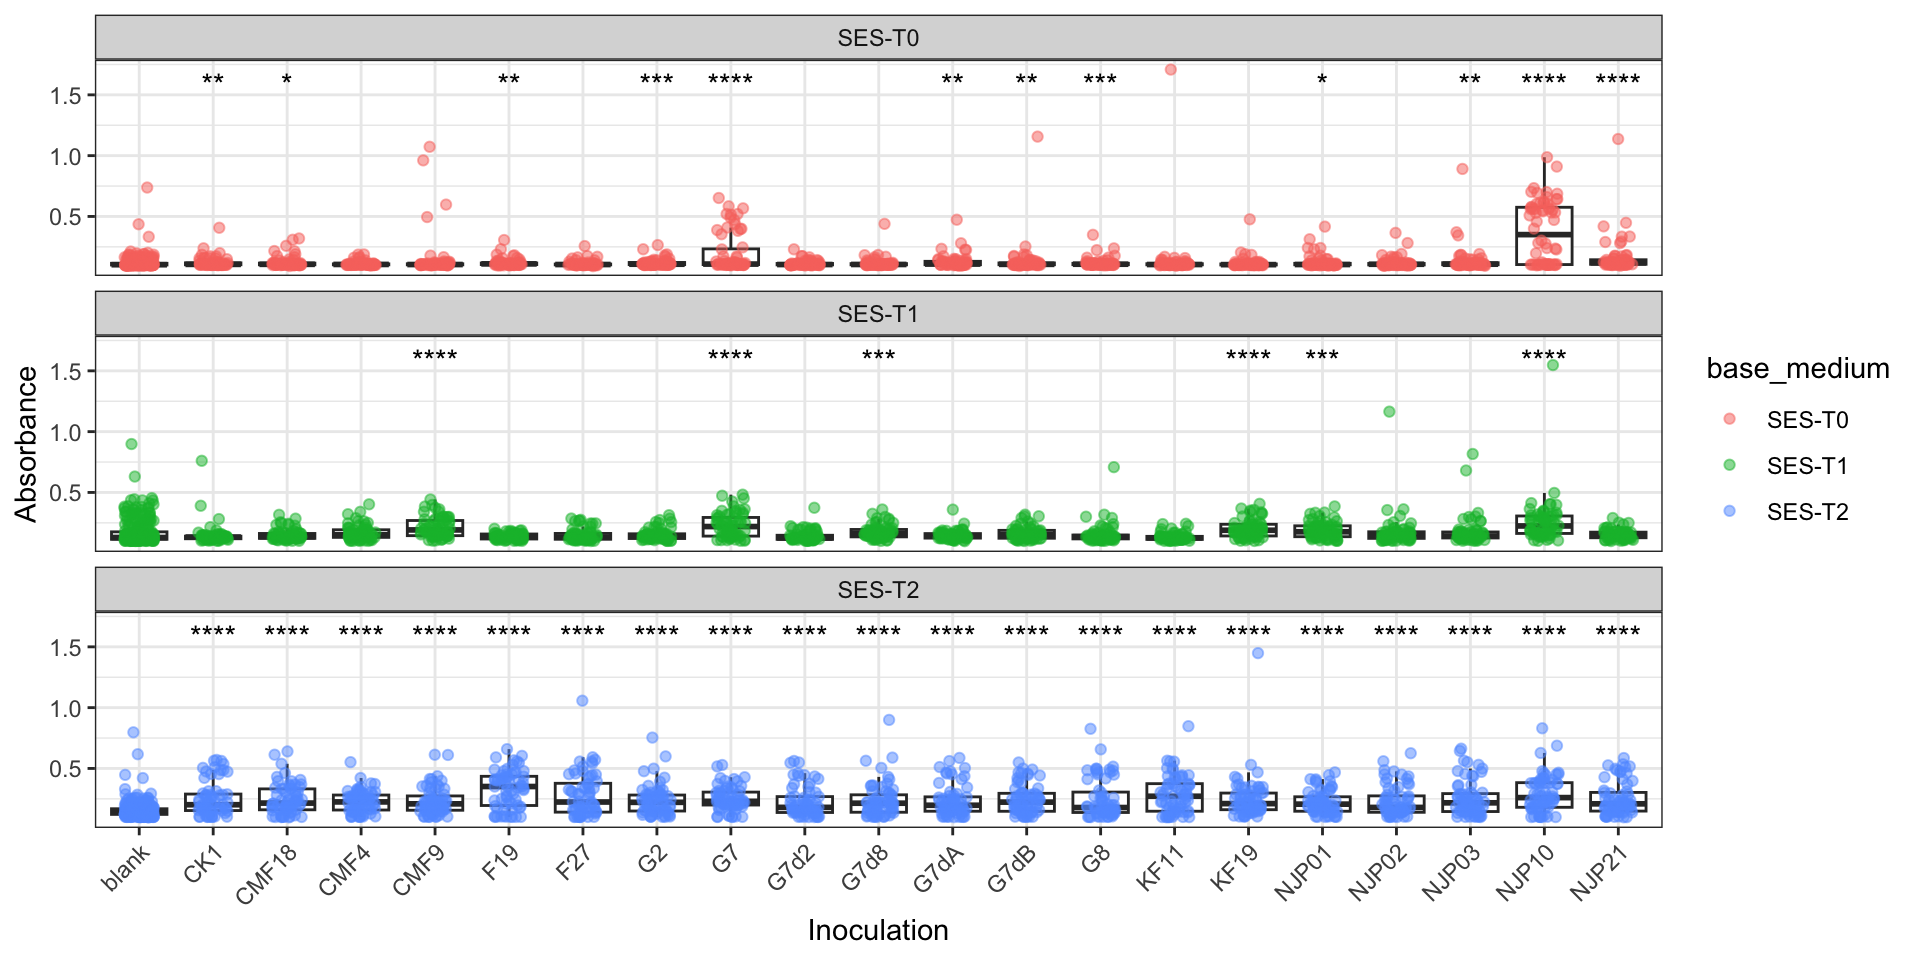 SES-T0
** * ** *** **** ** ** *** * ** **** ****
1.5
1.0
0.5
SES-T1
**** **** *** **** *** ****
1.5
1.0
0.5
SES-T2
**** **** **** **** **** **** **** **** **** **** **** **** **** **** **** **** **** **** **** ****
1.5
1.0
0.5
Absorbance
blank CK1 CMF18 CMF4 CMF9 F19 F27 G2 G7 G7d2 G7d8 G7dA G7dB G8 KF11 KF19 NJP01 NJP02 NJP03 NJP10 NJP21
Inoculation
base_medium
SES-T0
SES-T1
SES-T2